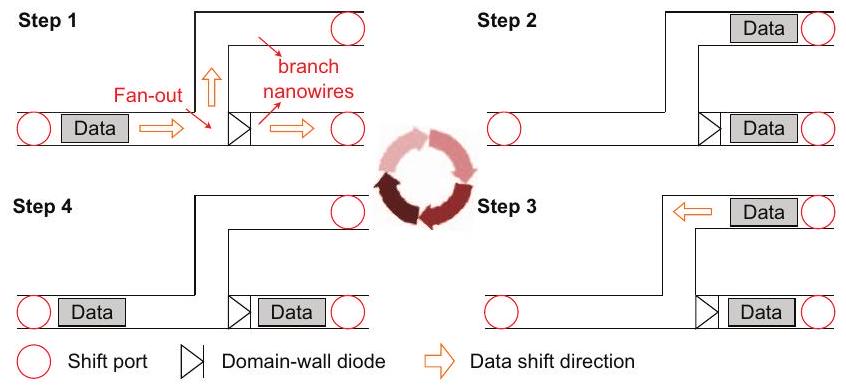 Step 1
Fan-out
branch
nanowires
Data
Step 2
Data
Data
Step 4
Data
Data
Step 3
Data
Data
Shift port
Domain-wall diode
Data shift direction